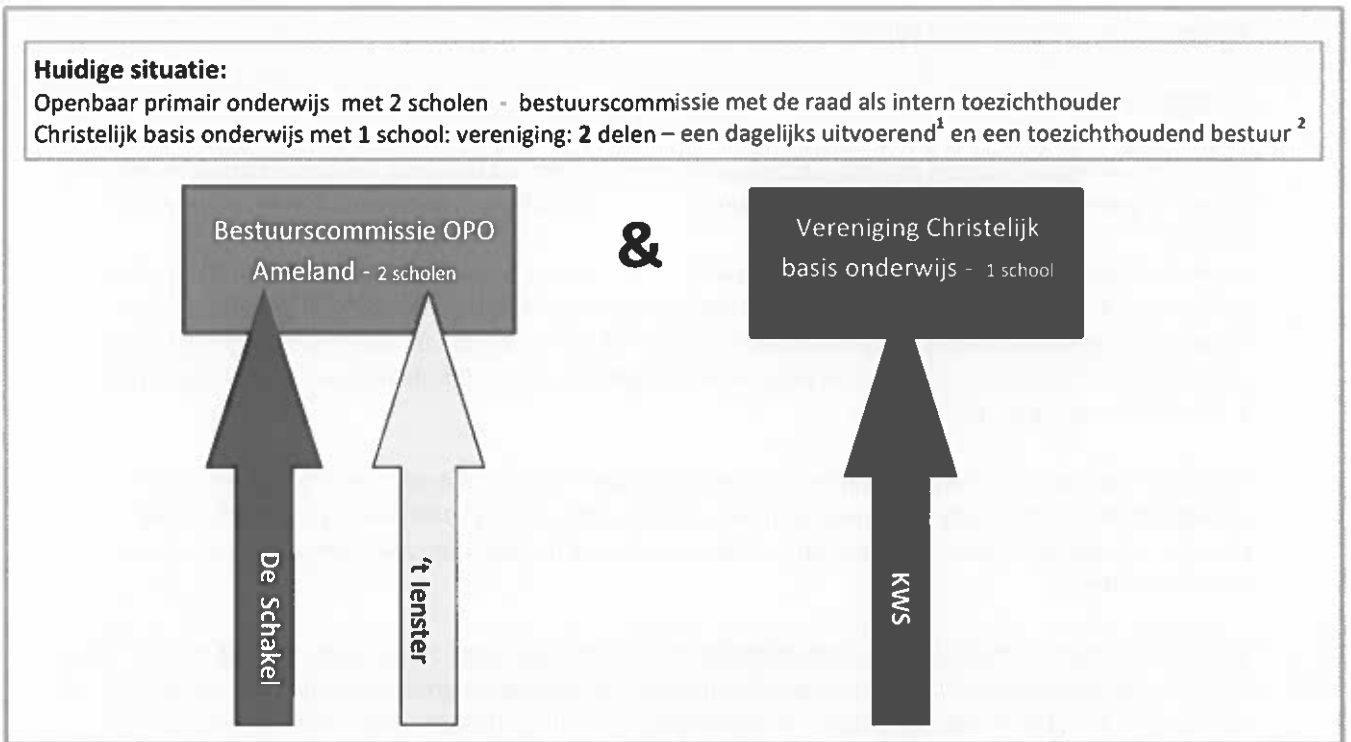 Huidige situatie:
Openbaar primair onderwijs met 2 scholen - bestuurscommissie met de raad als intern toezichthouder
Christelijk basis onderwijs met 1 school: vereniging: 2 delen – een dagelijks uitvoerend¹ en een toezichthoudend bestuur ²
Bestuurscommissie OPO
Ameland - 2 scholen
&
Vereniging Christelijk
basis onderwijs - 1 school
De Schakel
't Ienster
KWS